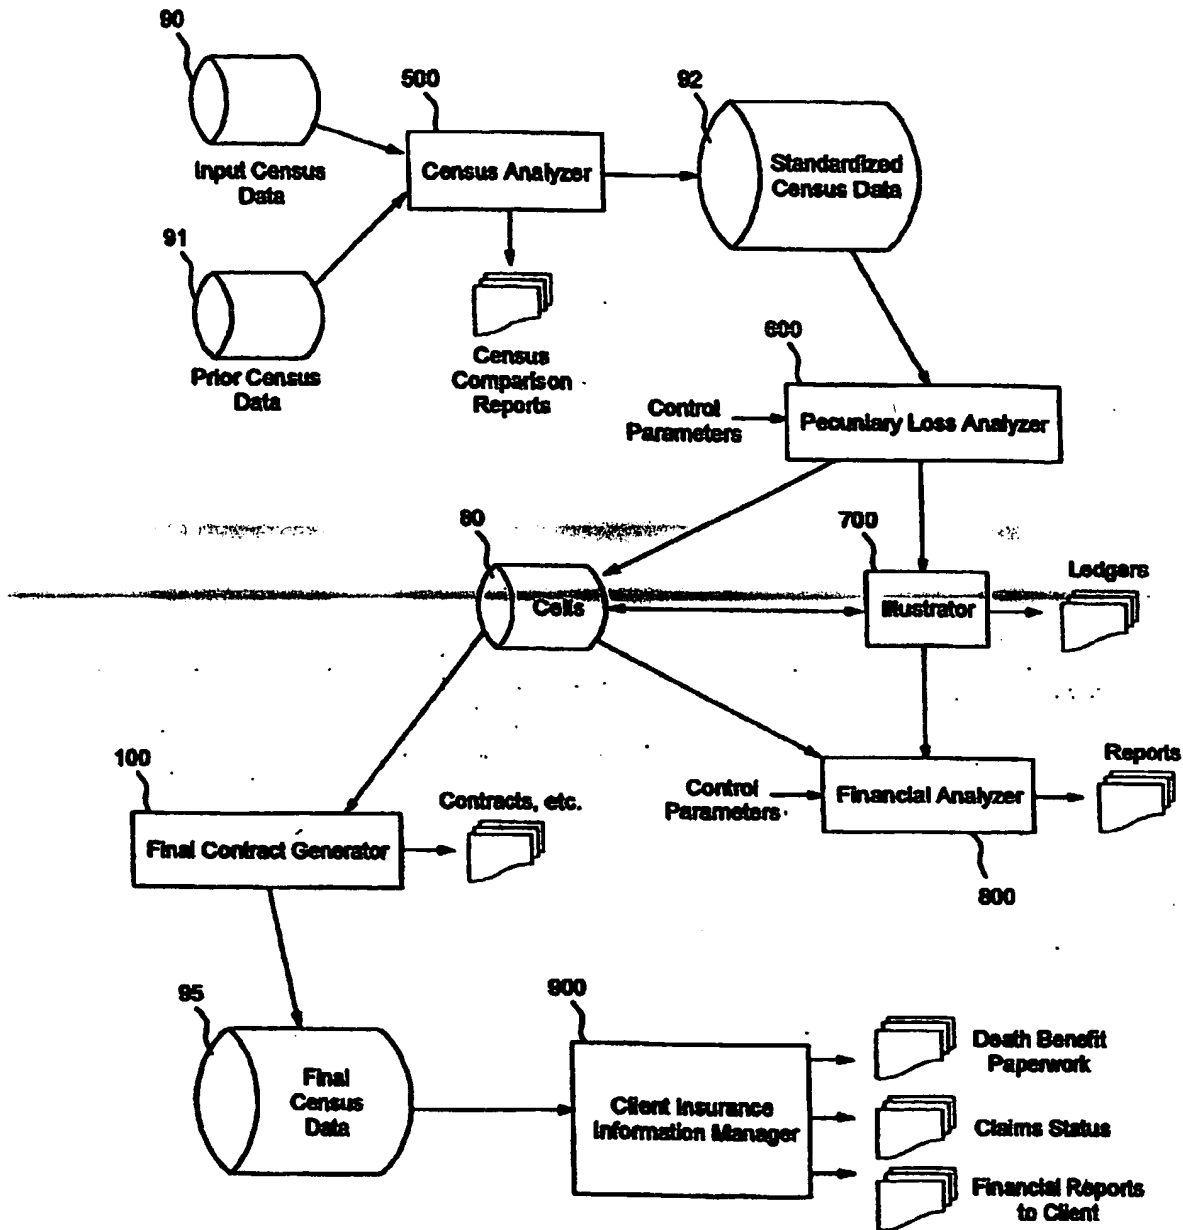 90
Input Census
Data
500
Census Analyzer
92
Standardized
Census Data
91
Prior Census
Data
Census
Comparison
Reports
600
Control
Parameters
Pecuniary Loss Analyzer
80
Cells
700
Illustrator
Ledgers
100
Final Contract Generator
Contracts, etc.
Control
Parameters
Financial Analyzer
Reports
800
95
Final
Census
Data
900
Client Insurance
Information Manager
Death Benefit
Paperwork
Claims Status
Financial Reports
to Client